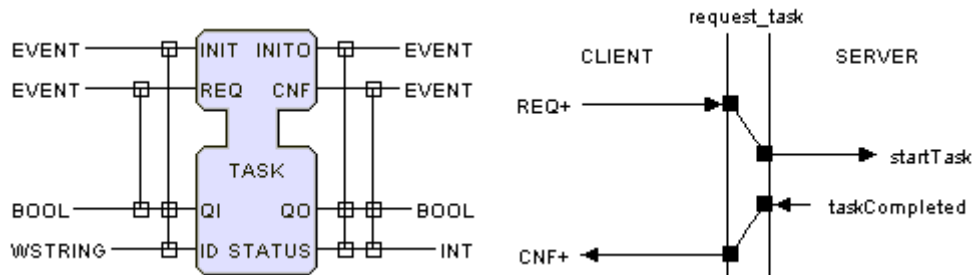 request_task
EVENT INIT INITO EVENT
CLIENT SERVER
EVENT REQ CNF EVENT
REQ+
startTask
TASK
BOOL QI QO BOOL
taskCompleted
WSTRING ID STATUS INT
CNF+